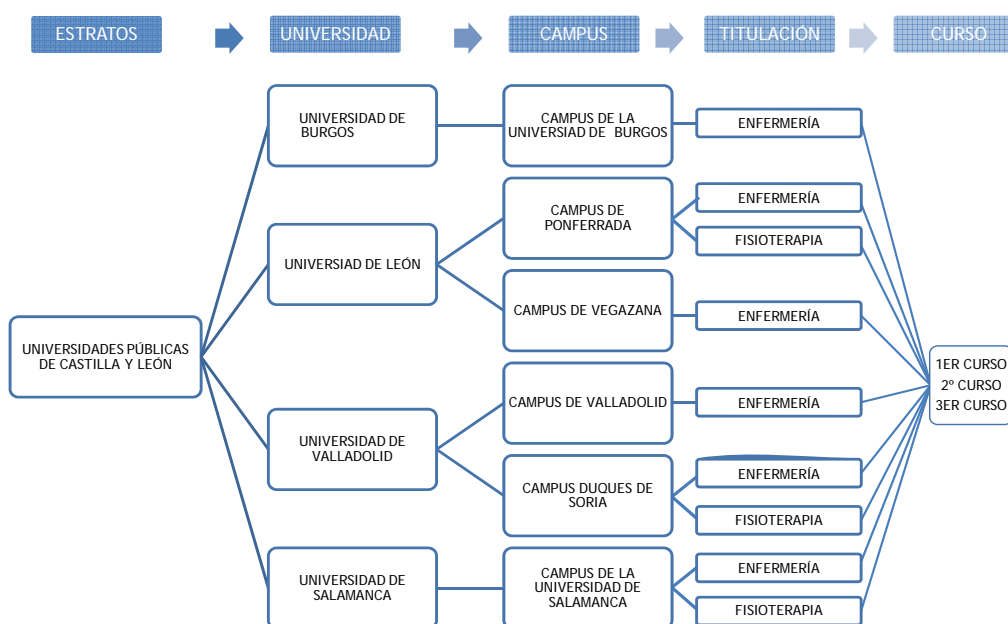 ESTRATOS
UNIVERSIDAD
CAMPUS
TITULACIÓN
CURSO
UNIVERSIDADES PÚBLICAS
DE CASTILLA Y LEÓN
UNIVERSIDAD DE
BURGOS
CAMPUS DE LA
UNIVERSIAD DE BURGOS
ENFERMERÍA
UNIVERSIAD DE LEÓN
CAMPUS DE
PONFERRADA
ENFERMERÍA
FISIOTERAPIA
CAMPUS DE VEGAZANA
ENFERMERÍA
UNIVERSIDAD DE
VALLADOLID
CAMPUS DE VALLADOLID
ENFERMERÍA
CAMPUS DUQUES DE
SORIA
ENFERMERÍA
FISIOTERAPIA
UNIVERSIDAD DE
SALAMANCA
CAMPUS DE LA
UNIVERSIDAD DE
SALAMANCA
ENFERMERÍA
FISIOTERAPIA
1ER CURSO
2º CURSO
3ER CURSO